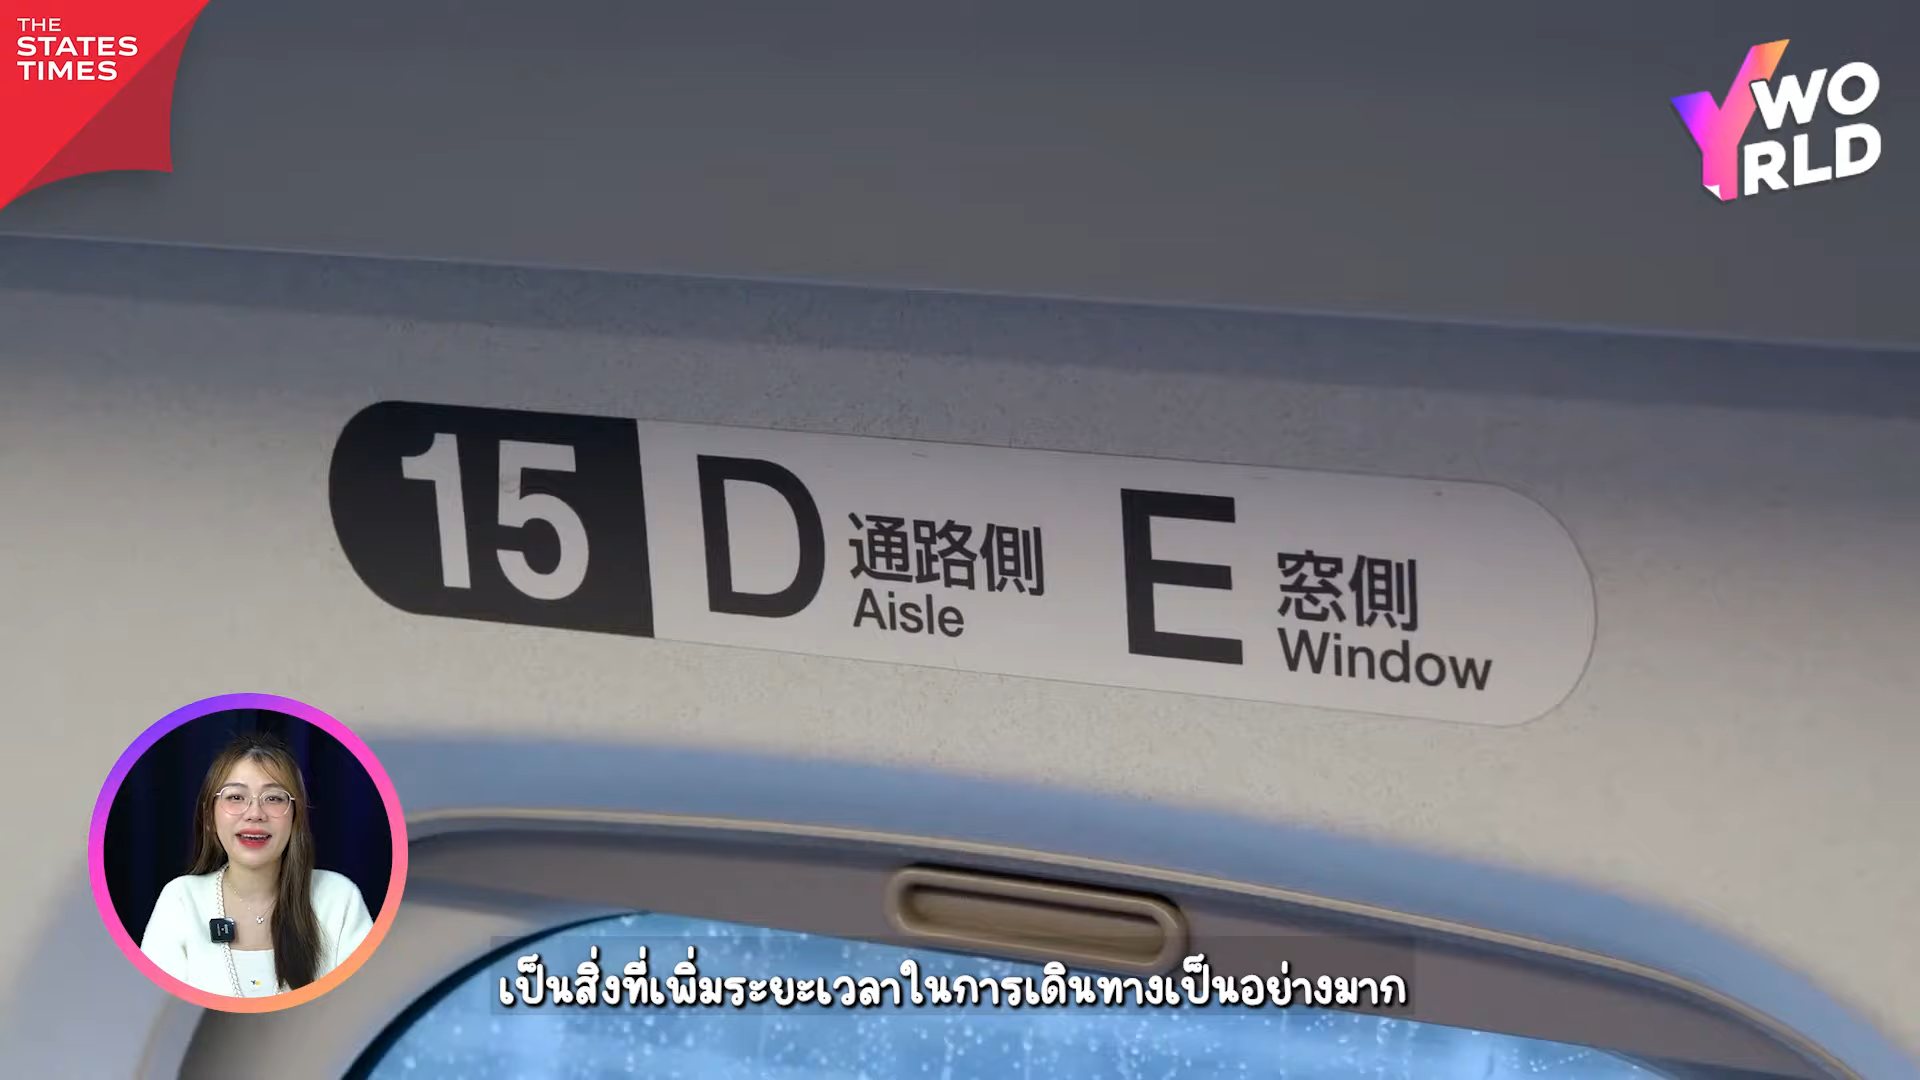 THE
STATES
TIMES
YWO
RLD
15 D 通路側 E 窓側
Aisle Window
เป็นสิ่งที่เพิ่มระยะเวลาในการเดินทางเป็นอย่างมาก